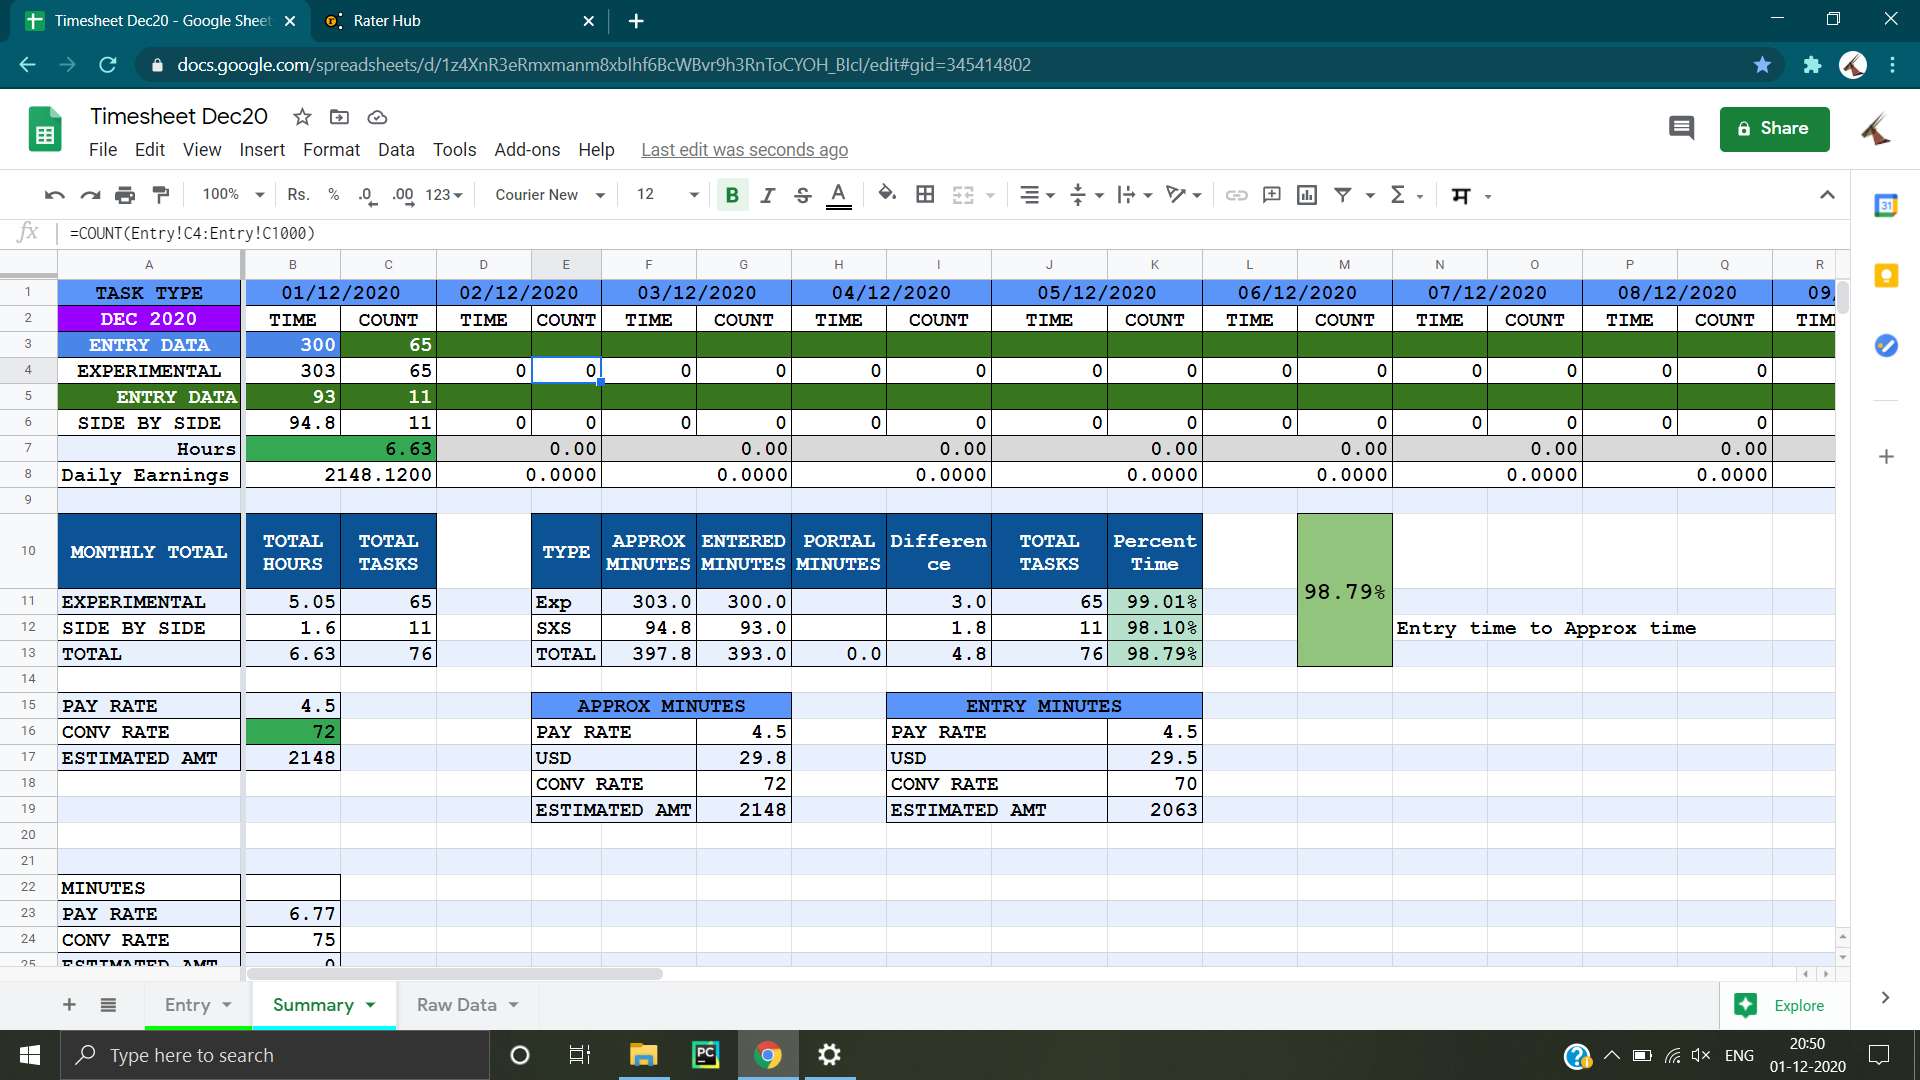 Timesheet Dec20 - Google Sheet
Rater Hub
docs.google.com/spreadsheets/d/1z4XnR3eRmxmanm8xbIhf6BcWBvr9h3RnToCYOH_BIcI/edit#gid=345414802
Timesheet Dec20
File Edit View Insert Format Data Tools Add-ons Help Last edit was seconds ago
Share
100% Rs. % .0 .00 123 Courier New 12 B I S A Σ म
31
fx =COUNT(Entry!C4:Entry!C1000)
A B C D E F G H I J K L M N O P Q R
1 TASK TYPE 01/12/2020 02/12/2020 03/12/2020 04/12/2020 05/12/2020 06/12/2020 07/12/2020 08/12/2020 09/
2 DEC 2020 TIME COUNT TIME COUNT TIME COUNT TIME COUNT TIME COUNT TIME COUNT TIME COUNT TIME COUNT TIM
3 ENTRY DATA 300 65
4 EXPERIMENTAL 303 65 0 0 0 0 0 0 0 0 0 0 0 0 0 0
5 ENTRY DATA 93 11
6 SIDE BY SIDE 94.8 11 0 0 0 0 0 0 0 0 0 0 0 0 0 0
7 Hours 6.63 0.00 0.00 0.00 0.00 0.00 0.00 0.00
8 Daily Earnings 2148.1200 0.0000 0.0000 0.0000 0.0000 0.0000 0.0000 0.0000
9
10 MONTHLY TOTAL TOTAL HOURS TOTAL TASKS TYPE APPROX MINUTES ENTERED MINUTES PORTAL MINUTES Differen ce TOTAL TASKS Percent Time 98.79%
11 EXPERIMENTAL 5.05 65 Exp 303.0 300.0 3.0 65 99.01%
12 SIDE BY SIDE 1.6 11 SXS 94.8 93.0 1.8 11 98.10% Entry time to Approx time
13 TOTAL 6.63 76 TOTAL 397.8 393.0 0.0 4.8 76 98.79%
14
15 PAY RATE 4.5 APPROX MINUTES ENTRY MINUTES
16 CONV RATE 72 PAY RATE 4.5 PAY RATE 4.5
17 ESTIMATED AMT 2148 USD 29.8 USD 29.5
18 CONV RATE 72 CONV RATE 70
19 ESTIMATED AMT 2148 ESTIMATED AMT 2063
20
21
22 MINUTES
23 PAY RATE 6.77
24 CONV RATE 75
25 ESTIMATED AMT 0
Entry Summary Raw Data Explore
Type here to search
PC
ENG
20:50
01-12-2020